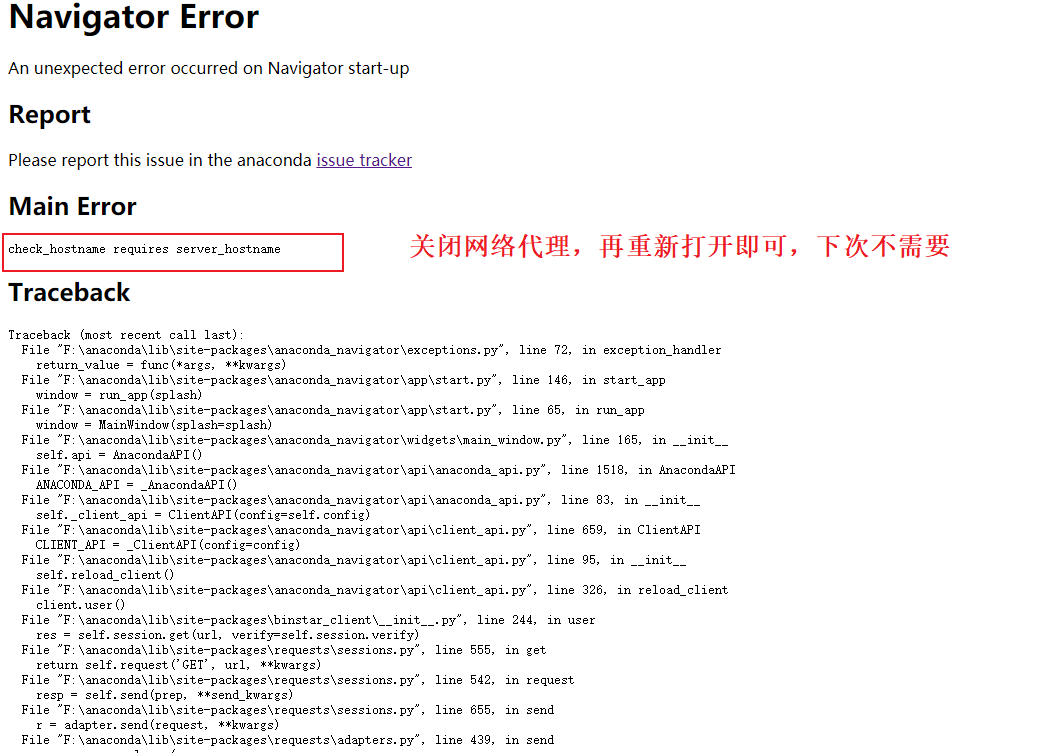 Navigator Error
An unexpected error occurred on Navigator start-up
Report
Please report this issue in the anaconda issue tracker
Main Error
check_hostname requires server_hostname
关闭网络代理，再重新打开即可，下次不需要
Traceback
Traceback (most recent call last):
  File "F:\anaconda\lib\site-packages\anaconda_navigator\exceptions.py", line 72, in exception_handler
    return_value = func(*args, **kwargs)
  File "F:\anaconda\lib\site-packages\anaconda_navigator\app\start.py", line 146, in start_app
    window = run_app(splash)
  File "F:\anaconda\lib\site-packages\anaconda_navigator\app\start.py", line 65, in run_app
    window = MainWindow(splash=splash)
  File "F:\anaconda\lib\site-packages\anaconda_navigator\widgets\main_window.py", line 165, in __init__
    self.api = AnacondaAPI()
  File "F:\anaconda\lib\site-packages\anaconda_navigator\api\anaconda_api.py", line 1518, in AnacondaAPI
    ANACONDA_API = _AnacondaAPI()
  File "F:\anaconda\lib\site-packages\anaconda_navigator\api\anaconda_api.py", line 83, in __init__
    self._client_api = ClientAPI(config=self.config)
  File "F:\anaconda\lib\site-packages\anaconda_navigator\api\client_api.py", line 659, in ClientAPI
    CLIENT_API = _ClientAPI(config=config)
  File "F:\anaconda\lib\site-packages\anaconda_navigator\api\client_api.py", line 95, in __init__
    self.reload_client()
  File "F:\anaconda\lib\site-packages\anaconda_navigator\api\client_api.py", line 326, in reload_client
    client.user()
  File "F:\anaconda\lib\site-packages\binstar_client\__init__.py", line 244, in user
    res = self.session.get(url, verify=self.session.verify)
  File "F:\anaconda\lib\site-packages\requests\sessions.py", line 555, in get
    return self.request('GET', url, **kwargs)
  File "F:\anaconda\lib\site-packages\requests\sessions.py", line 542, in request
    resp = self.send(prep, **send_kwargs)
  File "F:\anaconda\lib\site-packages\requests\sessions.py", line 655, in send
    r = adapter.send(request, **kwargs)
  File "F:\anaconda\lib\site-packages\requests\adapters.py", line 439, in send